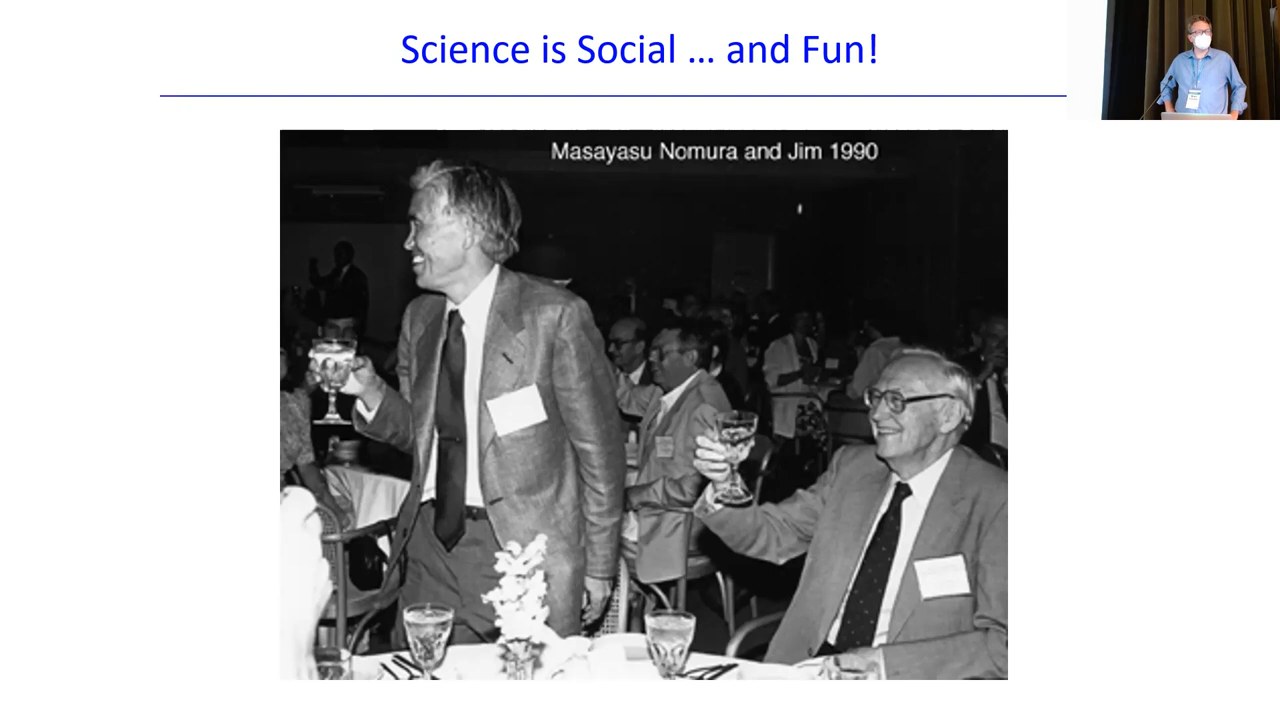 Science is Social … and Fun!
Masayasu Nomura and Jim 1990